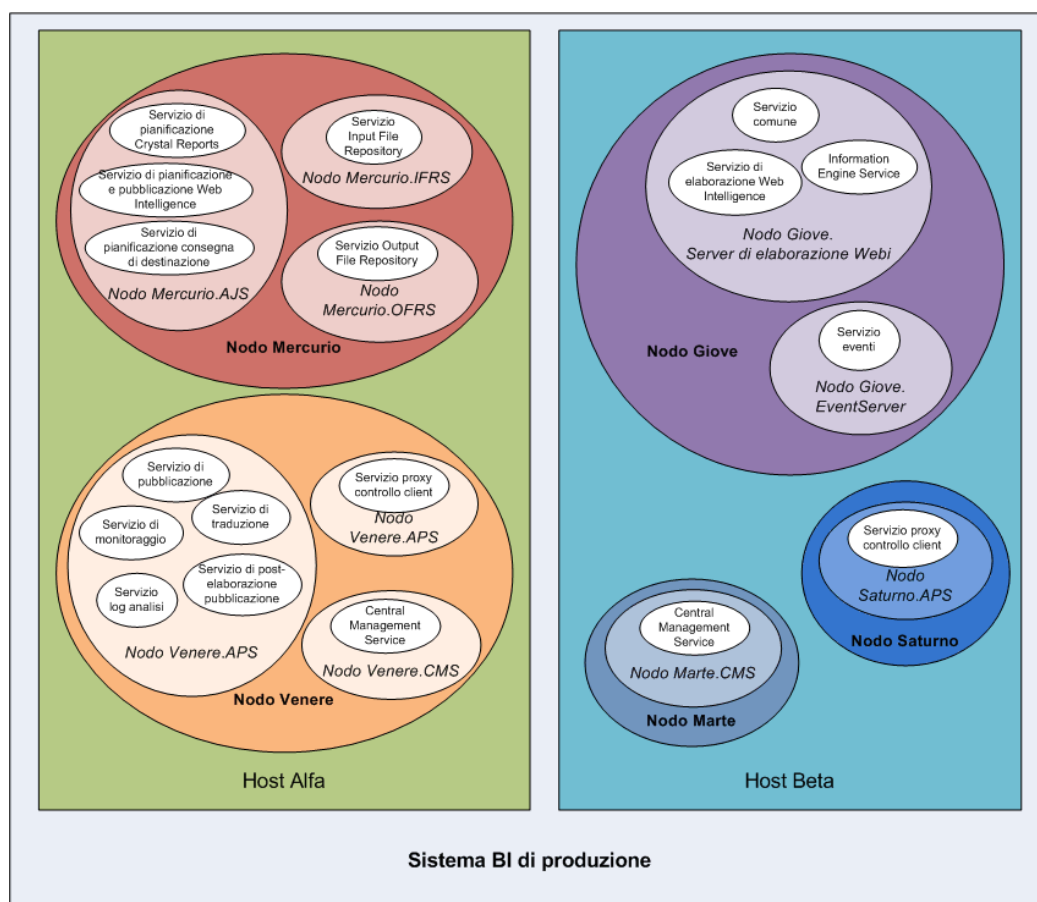 Servizio di
pianificazione
Crystal Reports
Servizio di pianificazione
e pubblicazione Web
Intelligence
Servizio di
pianificazione consegna
di destinazione
Nodo Mercurio.AJS
Servizio
Input File
Repository
Nodo Mercurio.IFRS
Servizio Output
File Repository
Nodo
Mercurio.OFRS
Nodo Mercurio
Servizio di
pubblicazione
Servizio di
traduzione
Servizio di
monitoraggio
Servizio di post-
elaborazione
pubblicazione
Servizio
log analisi
Nodo Venere.APS
Servizio proxy
controllo client
Nodo
Venere.APS
Central
Management
Service
Nodo Venere.CMS
Nodo Venere
Host Alfa
Servizio
comune
Servizio di
elaborazione Web
Intelligence
Information
Engine Service
Nodo Giove.
Server di elaborazione Webi
Nodo Giove
Servizio
eventi
Nodo Giove.
EventServer
Servizio proxy
controllo client
Nodo
Saturno.APS
Nodo Saturno
Central
Management
Service
Nodo Marte.CMS
Nodo Marte
Host Beta
Sistema BI di produzione